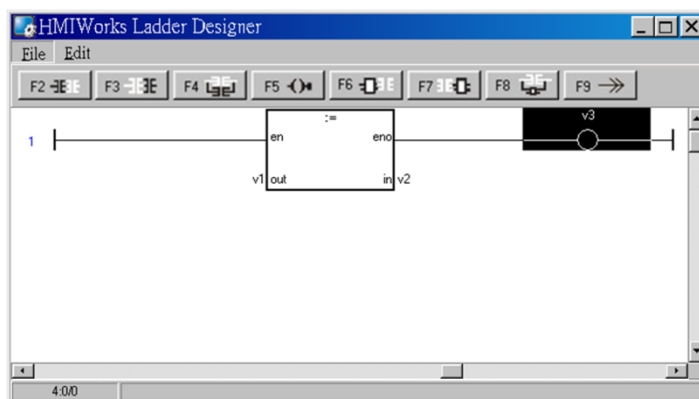 HMIWorks Ladder Designer
File Edit
F2 F3 F4 F5 F6 F7 F8 F9
:= v3
1 en eno
v1 out in v2
4:0/0